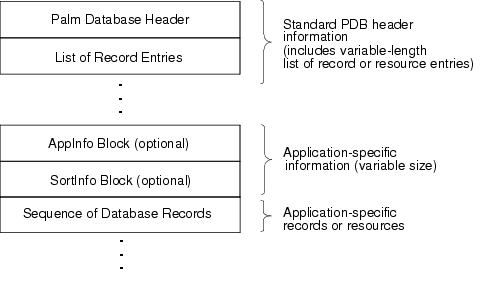 Palm Database Header
List of Record Entries
Standard PDB header
information
(includes variable-length
list of record or resource entries)
AppInfo Block (optional)
SortInfo Block (optional)
Application-specific
information (variable size)
Sequence of Database Records
Application-specific
records or resources